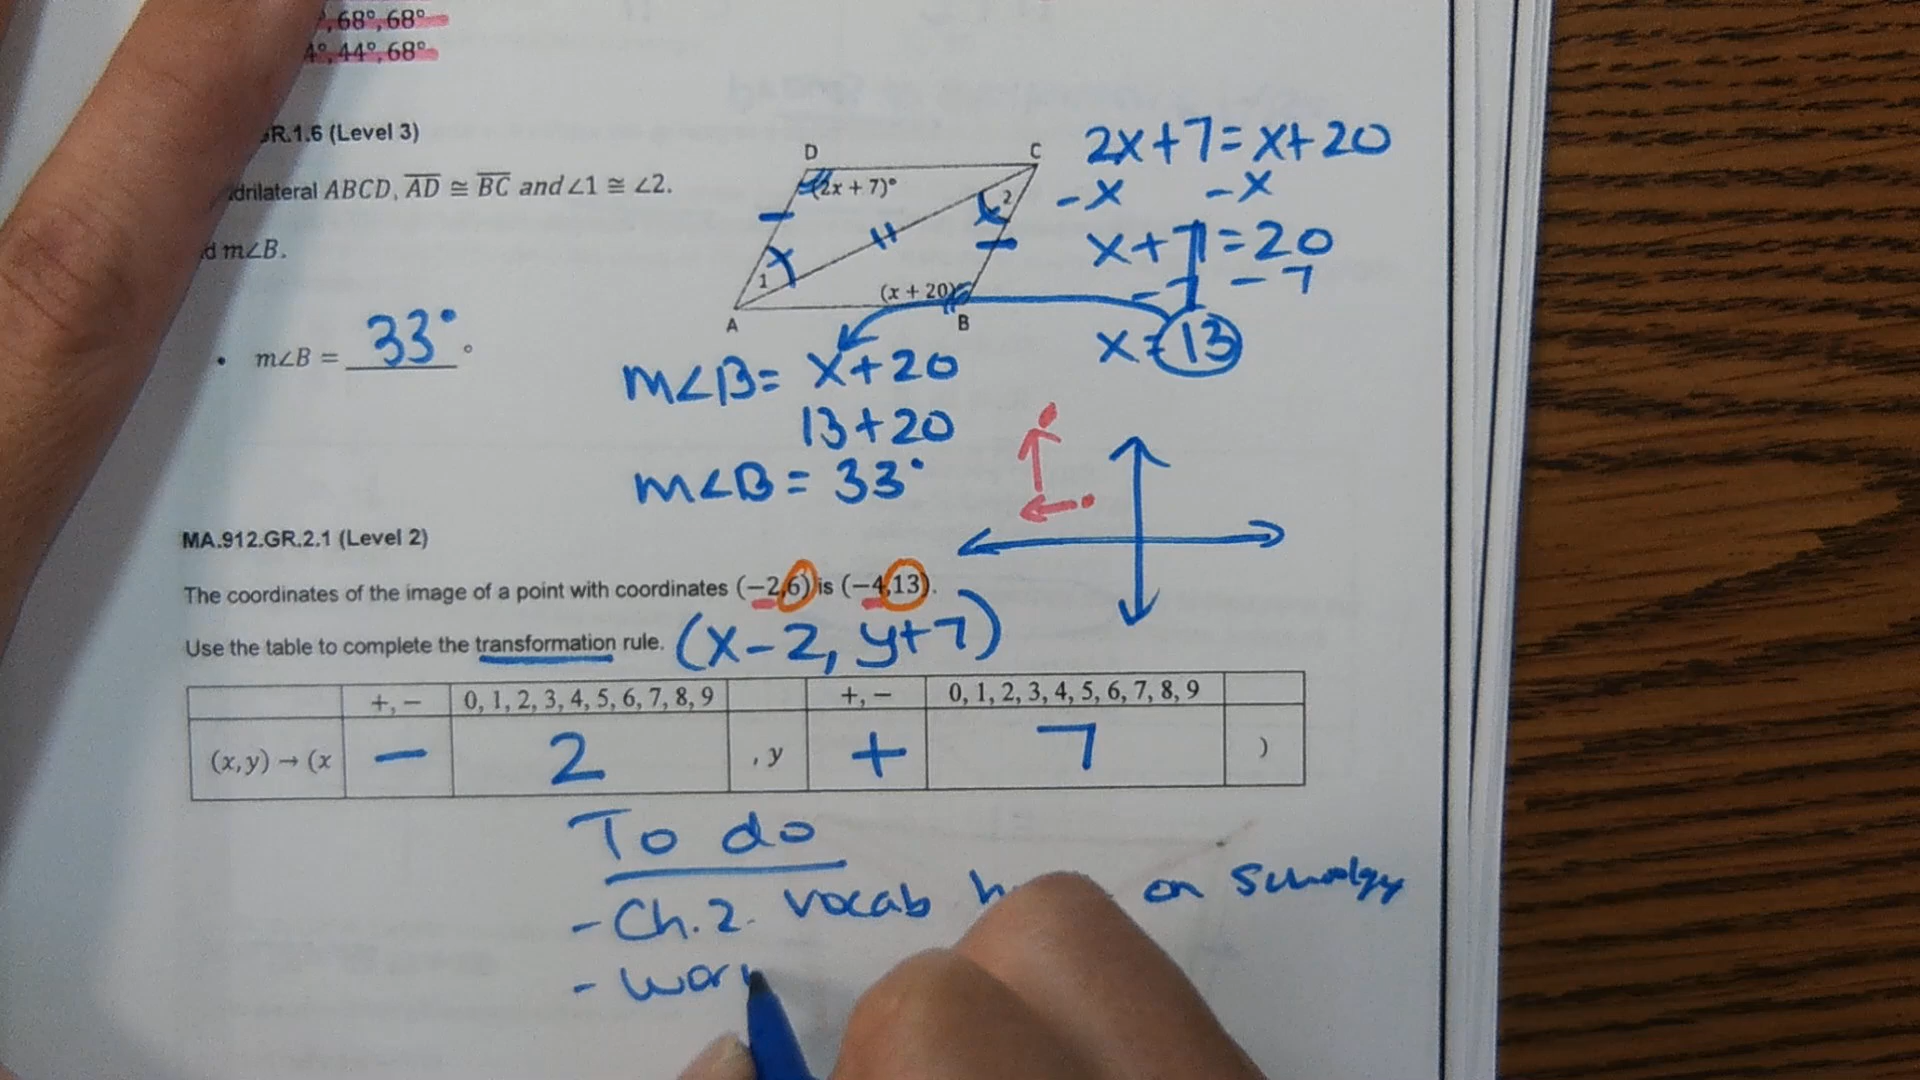 , 68°, 68°
4°, 44°, 68°
GR.1.6 (Level 3)
drilateral ABCD, AD ≅ BC and ∠1 ≅ ∠2.
d m∠B.
• m∠B = 33° °
D
C
A
B
(2x + 7)°
2
1
(x + 20)
2x+7=x+20
-x -x
x+7=20
-7 -7
x=13
m∠B= x+20
13+20
m∠B = 33°
MA.912.GR.2.1 (Level 2)
The coordinates of the image of a point with coordinates (−2,6) is (−4,13).
Use the table to complete the transformation rule. (x-2, y+7)
+, − 0, 1, 2, 3, 4, 5, 6, 7, 8, 9 +, − 0, 1, 2, 3, 4, 5, 6, 7, 8, 9
(x, y) → (x − 2 , y + 7 )
To do
- Ch. 2 vocab on Schoology
- Wor